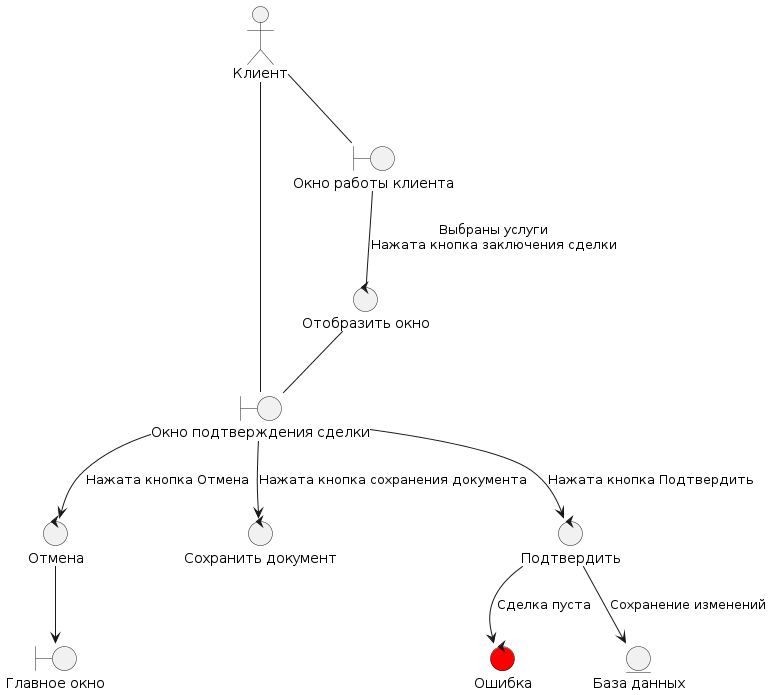 Клиент
Окно работы клиента
Выбраны услуги
Нажата кнопка заключения сделки
Отобразить окно
Окно подтверждения сделки
Нажата кнопка Отмена
Нажата кнопка сохранения документа
Нажата кнопка Подтвердить
Отмена
Сохранить документ
Подтвердить
Сделка пуста
Сохранение изменений
Главное окно
Ошибка
База данных